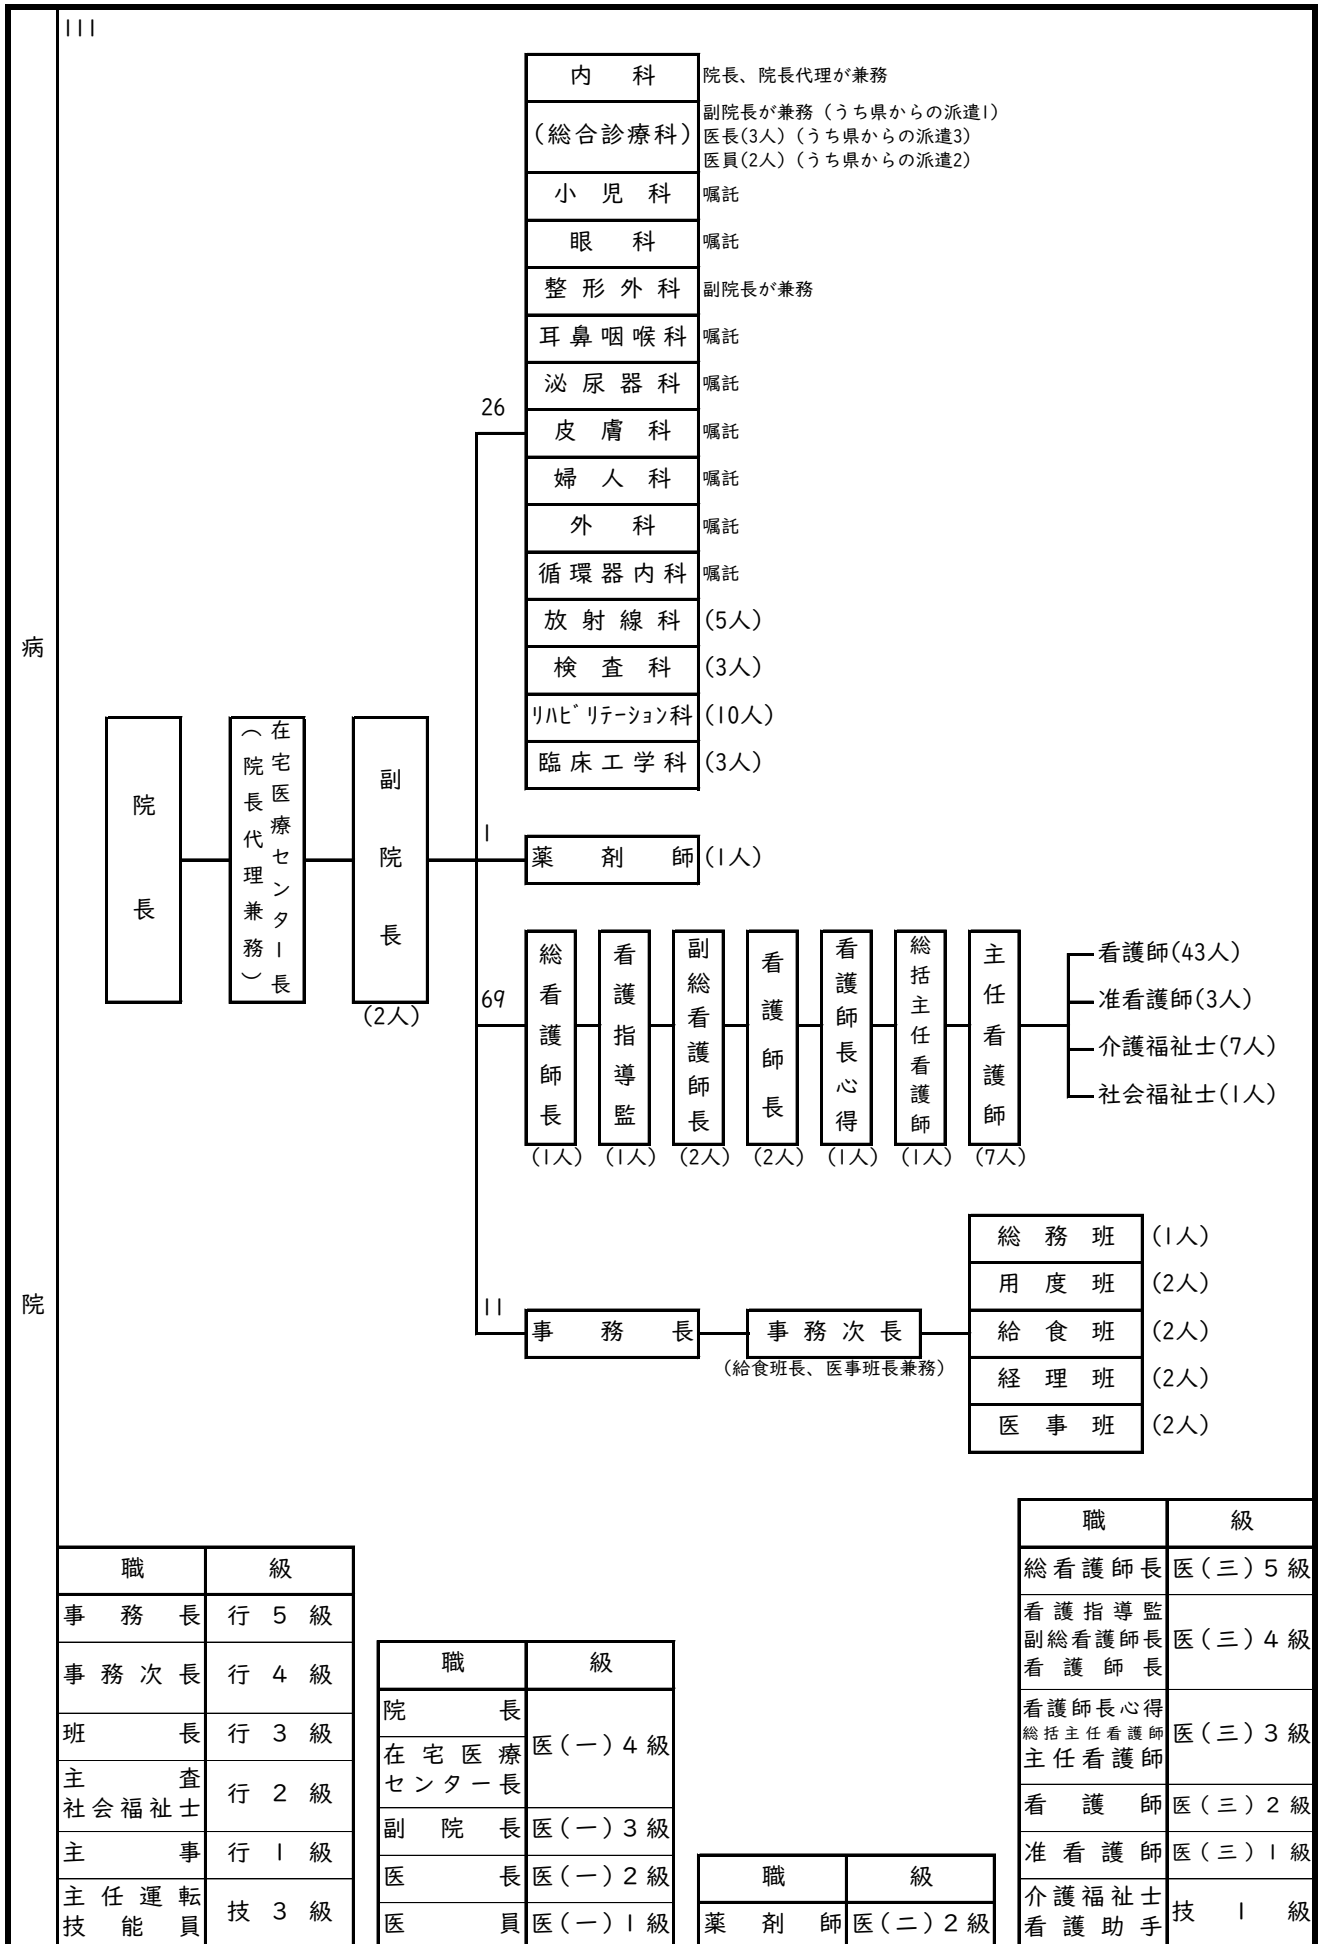 111
病院
内科 院長、院長代理が兼務
(総合診療科) 副院長が兼務（うち県からの派遣1）
医長(3人)（うち県からの派遣3）
医員(2人)（うち県からの派遣2）
小児科 嘱託
眼科 嘱託
整形外科 副院長が兼務
耳鼻咽喉科 嘱託
泌尿器科 嘱託
26
皮膚科 嘱託
婦人科 嘱託
外科 嘱託
循環器内科 嘱託
放射線科 (5人)
検査科 (3人)
ﾘﾊﾋﾞﾘﾃｰｼｮﾝ科 (10人)
臨床工学科 (3人)
院長
在宅医療センター長
（院長代理兼務）
副院長
(2人)
1
薬剤師 (1人)
69
総看護師長
(1人)
看護指導監
(1人)
副総看護師長
(2人)
看護師長
(2人)
看護師長心得
(1人)
総括主任看護師
(1人)
主任看護師
(7人)
看護師(43人)
准看護師(3人)
介護福祉士(7人)
社会福祉士(1人)
11
事務長
事務次長
（給食班長、医事班長兼務）
総務班 (1人)
用度班 (2人)
給食班 (2人)
経理班 (2人)
医事班 (2人)
職 級
事務長 行5級
事務次長 行4級
班長 行3級
主査
社会福祉士 行2級
主事 行1級
主任運転
技能員 技3級
職 級
院長
在宅医療
センター長
医(一)4級
副院長 医(一)3級
医長 医(一)2級
医員 医(一)1級
職 級
薬剤師 医(二)2級
職 級
総看護師長 医(三)5級
看護指導監
副総看護師長
看護師長
医(三)4級
看護師長心得
総括主任看護師
主任看護師
医(三)3級
看護師 医(三)2級
准看護師 医(三)1級
介護福祉士
看護助手
技1級